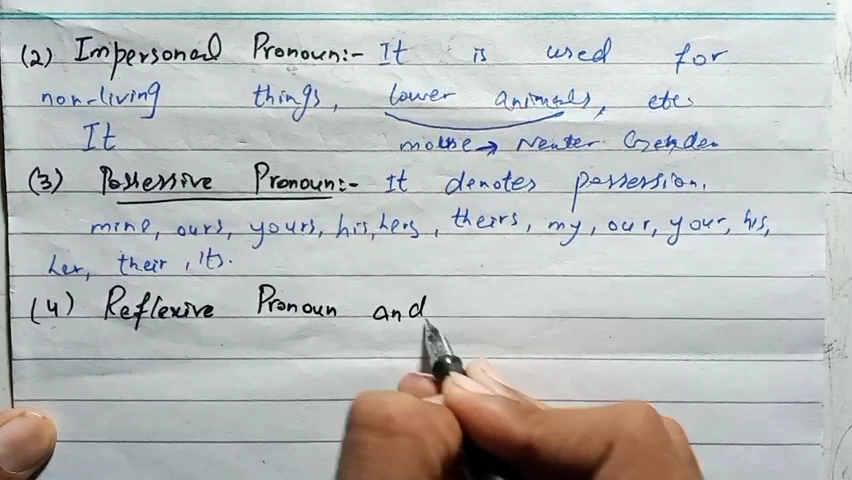 (2) Impersonal Pronoun:- It is used for
non-living things, lower animals, etc.
It mouse → Neuter Gender
(3) Possessive Pronoun:- It denotes possession.
mine, ours, yours, his, hers, theirs, my, our, your, his,
her, their, its.
(4) Reflexive Pronoun and